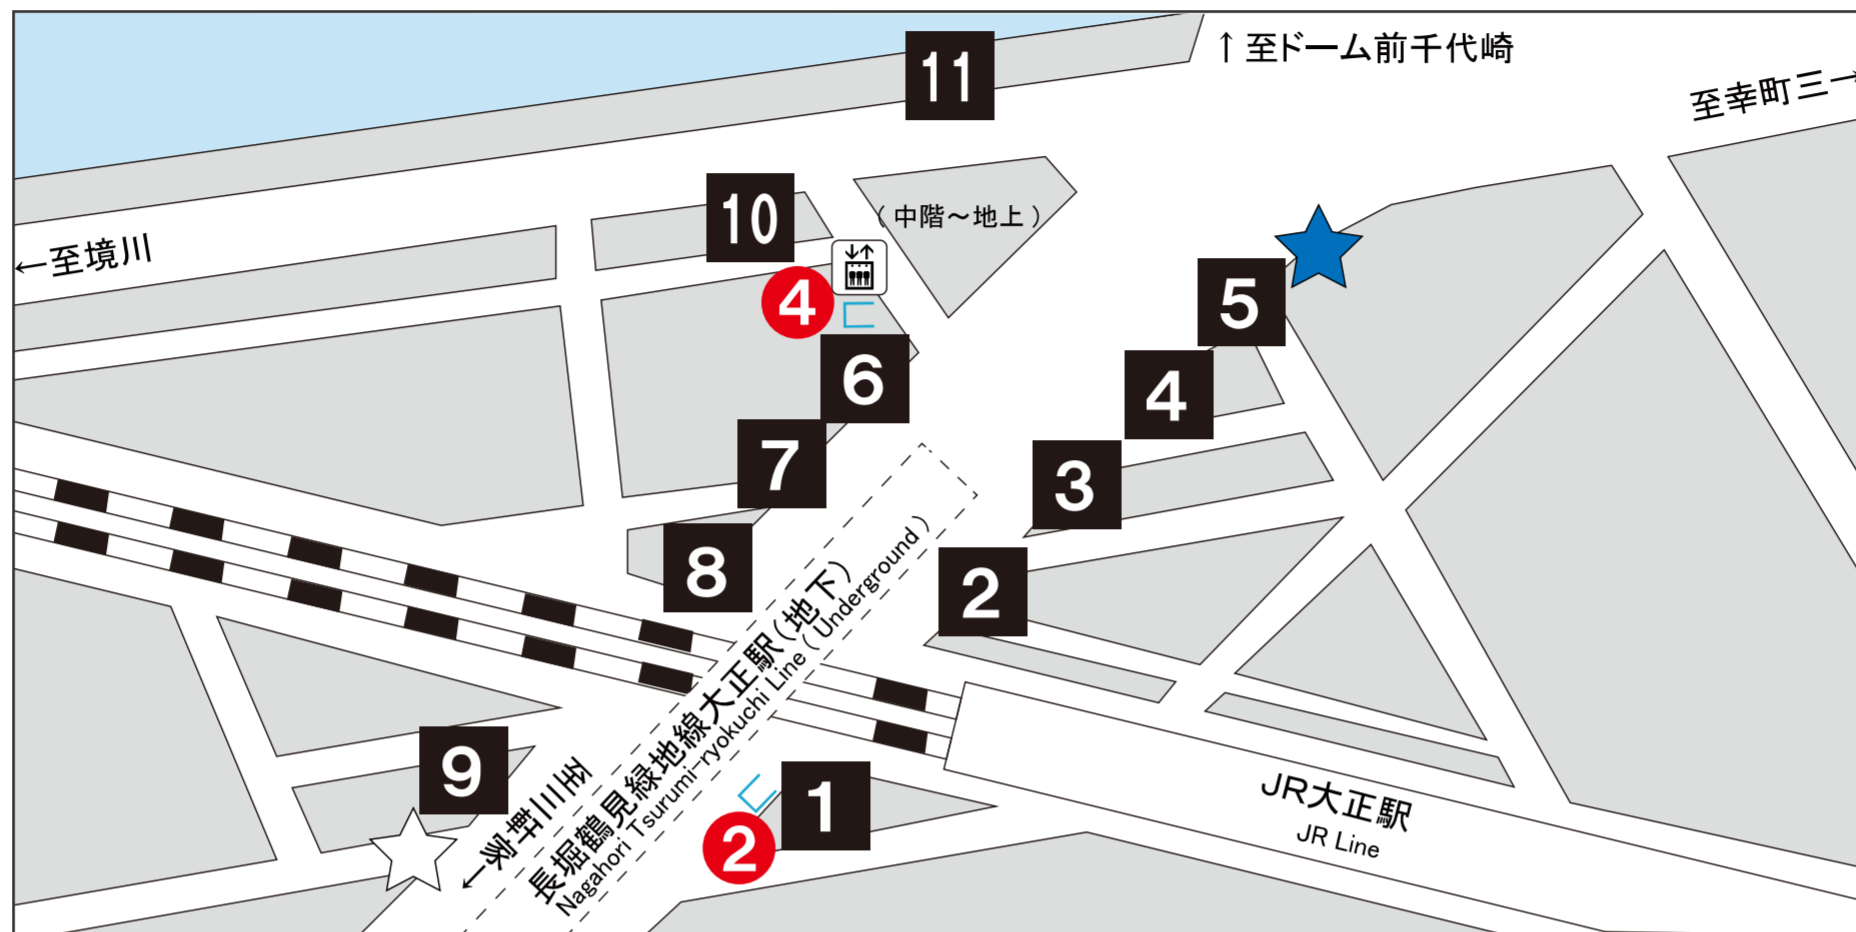 11
↑至ドーム前千代崎
至幸町三→
10
(中階～地上)
←至境川
5
4
6
4
7
3
8
2
長堀鶴見緑地線大正駅(地下)
Nagahori Tsurumi-ryokuchi Line ( Underground )
9
←至三軒家
1
2
JR大正駅
JR Line